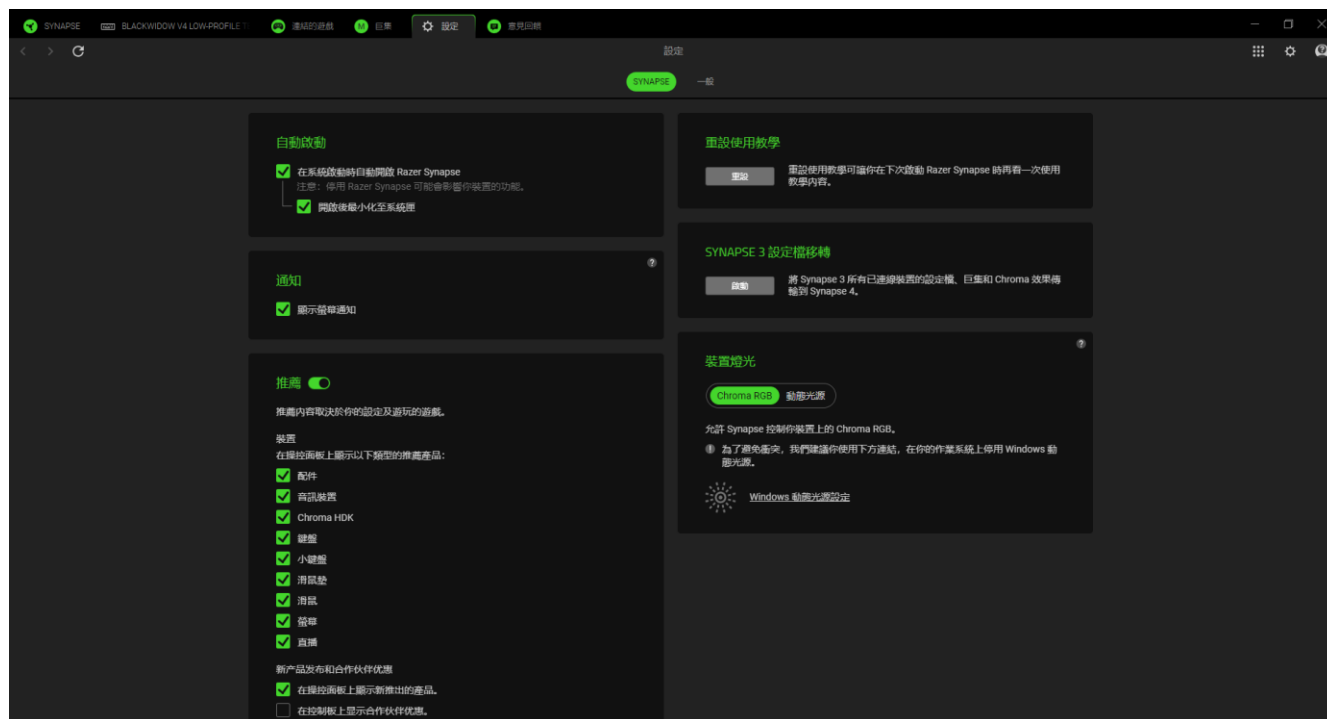 SYNAPSE
BLACKWIDOW V4 LOW-PROFILE T
連結的遊戲
巨集
設定
意見回饋
設定
SYNAPSE
一般
自動啟動
在系統啟動時自動開啟 Razer Synapse
注意：停用 Razer Synapse 可能會影響你裝置的功能。
開啟後最小化至系統匣
通知
顯示螢幕通知
推薦
推薦內容取決於你的設定及遊玩的遊戲。
裝置
在操控面板上顯示以下類型的推薦產品：
配件
音訊裝置
Chroma HDK
鍵盤
小鍵盤
滑鼠墊
滑鼠
螢幕
直播
新产品发布和合作伙伴优惠
在操控面板上顯示新推出的產品。
在控制板上显示合作伙伴优惠。
重設使用教學
重設
重設使用教學可讓你在下次啟動 Razer Synapse 時再看一次使用
教學內容。
SYNAPSE 3 設定檔移轉
啟動
將 Synapse 3 所有已連線裝置的設定檔、巨集和 Chroma 效果傳
輸到 Synapse 4。
裝置燈光
Chroma RGB
動態光源
允許 Synapse 控制你裝置上的 Chroma RGB。
為了避免衝突，我們建議你使用下方連結，在你的作業系統上停用 Windows 動
態光源。
Windows 動態光源設定